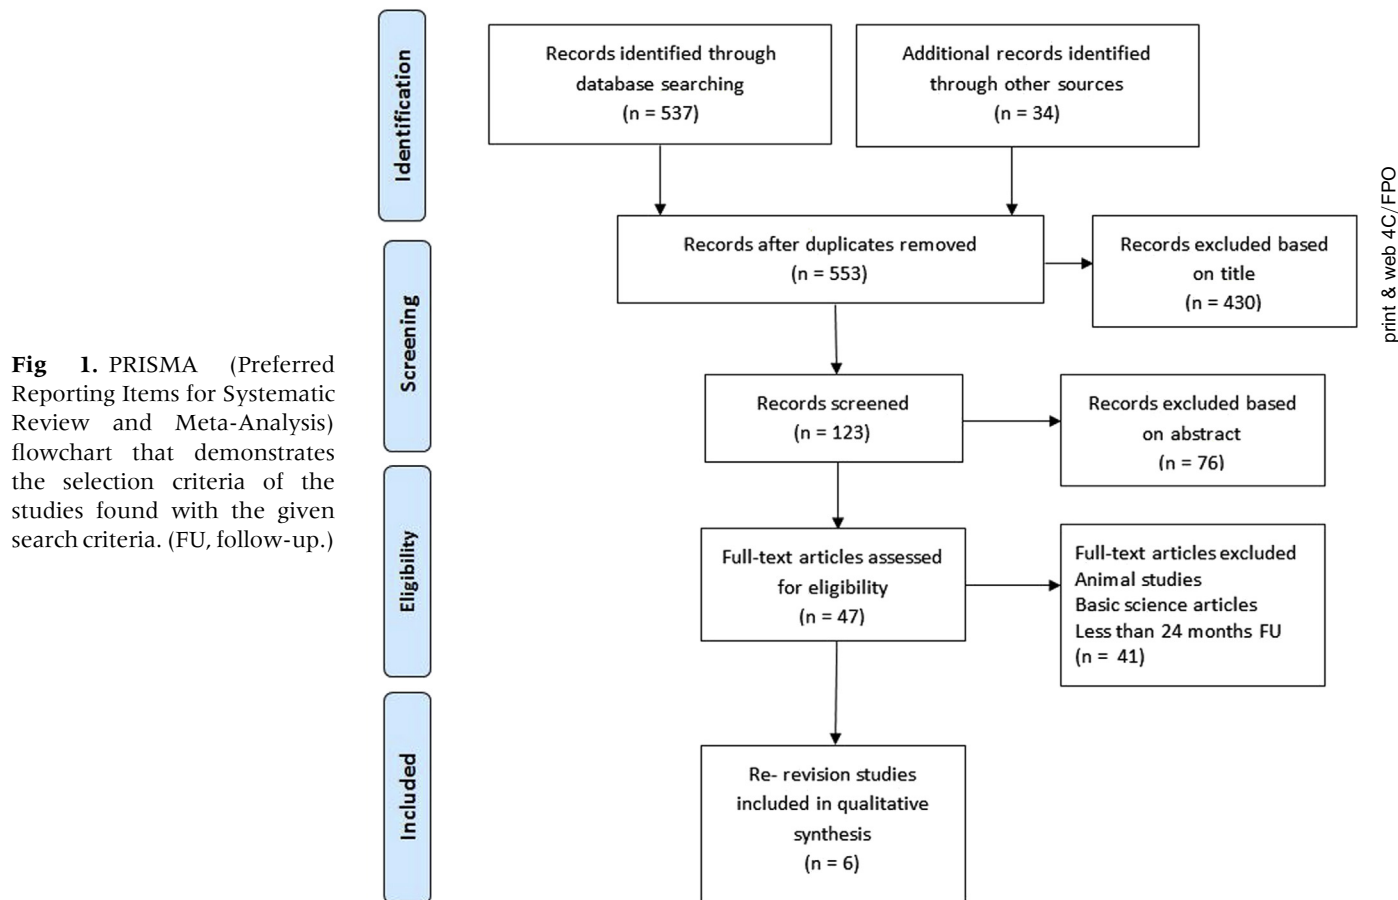 Identification
Records identified through
database searching
(n = 537)
Additional records identified
through other sources
(n = 34)
print & web 4C/FPO
Records after duplicates removed
(n = 553)
Records excluded based
on title
(n = 430)
Screening
Records screened
(n = 123)
Records excluded based
on abstract
(n = 76)
Fig 1. PRISMA (Preferred
Reporting Items for Systematic
Review and Meta-Analysis)
flowchart that demonstrates
the selection criteria of the
studies found with the given
search criteria. (FU, follow-up.)
Eligibility
Full-text articles assessed
for eligibility
(n = 47)
Full-text articles excluded
Animal studies
Basic science articles
Less than 24 months FU
(n = 41)
Included
Re- revision studies
included in qualitative
synthesis
(n = 6)